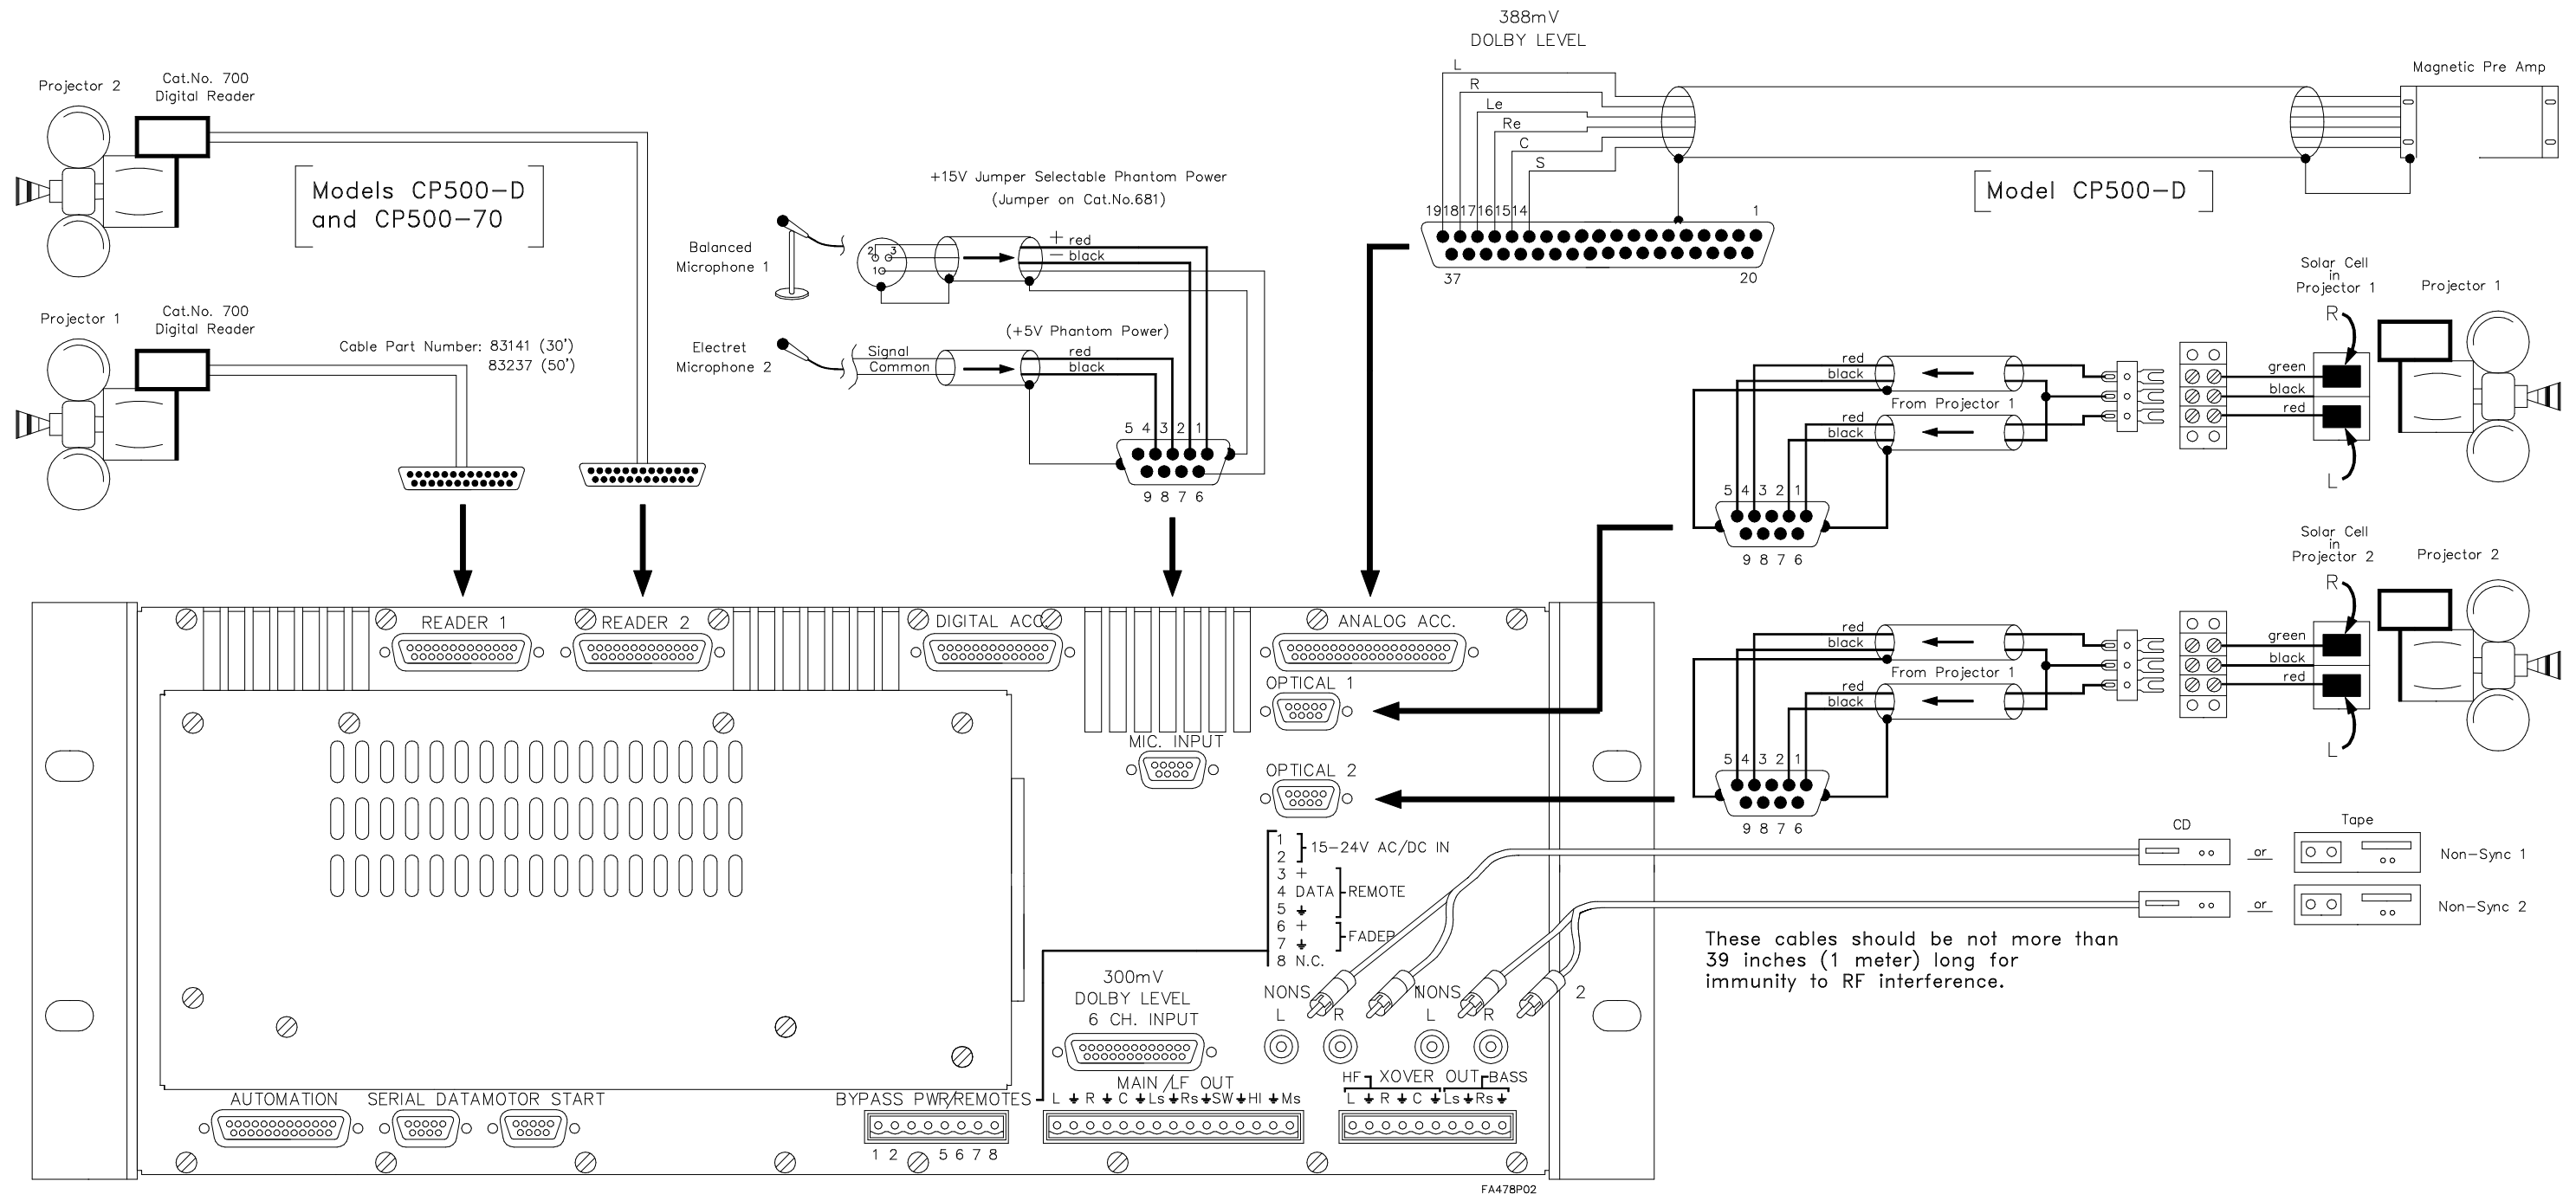 388mV
DOLBY LEVEL
L
R
Le
Re
C
S
Magnetic Pre Amp
Model CP500-D
19 18 17 16 15 14
1
37
20
Projector 2
Cat.No. 700
Digital Reader
Models CP500-D
and CP500-70
Projector 1
Cat.No. 700
Digital Reader
Cable Part Number: 83141 (30')
83237 (50')
+15V Jumper Selectable Phantom Power
(Jumper on Cat.No.681)
Balanced
Microphone 1
2 3
1
+ red
− black
(+5V Phantom Power)
Electret
Microphone 2
Signal
Common
red
black
5 4 3 2 1
9 8 7 6
Solar Cell
in
Projector 1
Projector 1
R
L
green
black
red
red
black
From Projector 1
red
black
5 4 3 2 1
9 8 7 6
Solar Cell
in
Projector 2
Projector 2
R
L
green
black
red
red
black
From Projector 1
red
black
5 4 3 2 1
9 8 7 6
READER 1
READER 2
DIGITAL ACC.
ANALOG ACC.
OPTICAL 1
MIC. INPUT
OPTICAL 2
1
2
15-24V AC/DC IN
3 +
4 DATA
5
REMOTE
6 +
7
FADER
8 N.C.
CD
or
Tape
Non-Sync 1
or
Non-Sync 2
These cables should be not more than
39 inches (1 meter) long for
immunity to RF interference.
300mV
DOLBY LEVEL
6 CH. INPUT
NONS
L
R
NONS
2
L
R
MAIN/LF OUT
L R C Ls Rs SW HI Ms
HF
XOVER OUT
BASS
L R C Ls Rs
AUTOMATION
SERIAL DATA
MOTOR START
BYPASS PWR/REMOTES
1 2 5 6 7 8
FA478P02